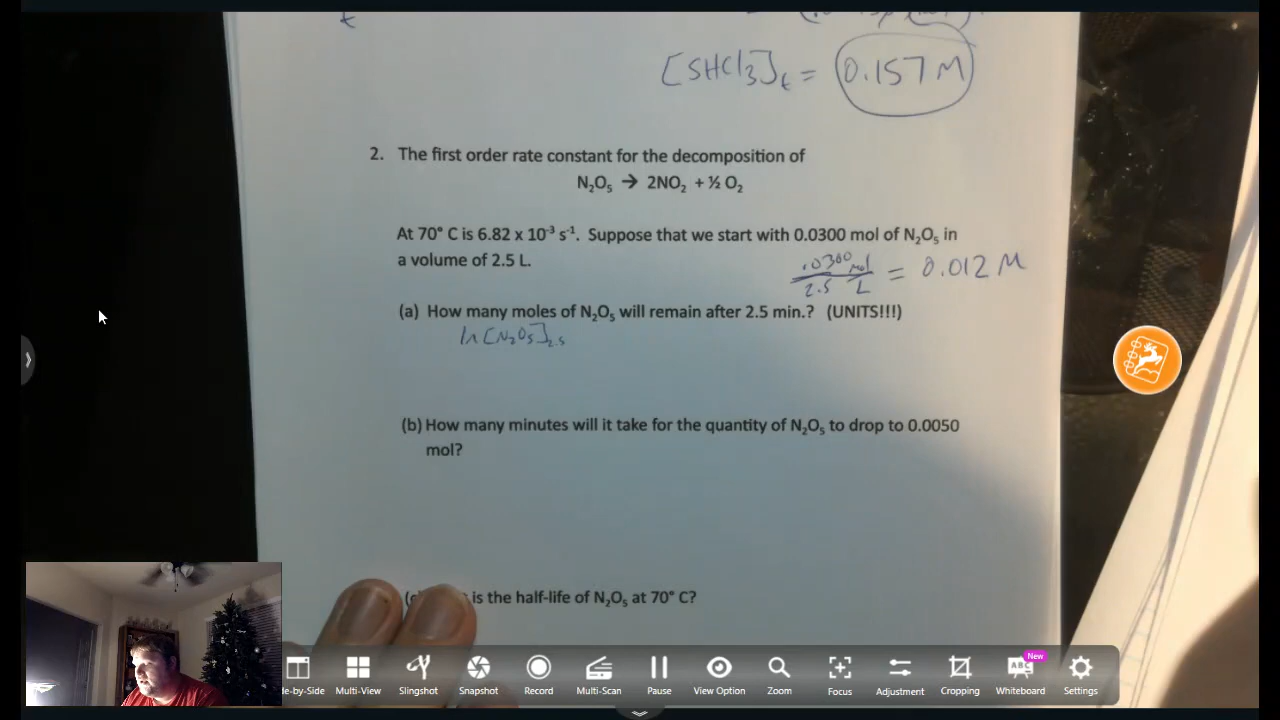 [SHCl3]t = 0.157 M
2. The first order rate constant for the decomposition of
N₂O₅ → 2NO₂ + ½ O₂
At 70° C is 6.82 x 10⁻³ s⁻¹. Suppose that we start with 0.0300 mol of N₂O₅ in
a volume of 2.5 L.
.0300 mol / 2.5 L = 0.012 M
(a) How many moles of N₂O₅ will remain after 2.5 min.? (UNITS!!!)
ln [N₂O₅]2.5
(b) How many minutes will it take for the quantity of N₂O₅ to drop to 0.0050
mol?
is the half-life of N₂O₅ at 70° C?
de-by-Side Multi-View Slingshot Snapshot Record Multi-Scan Pause View Option Zoom Focus Adjustment Cropping Whiteboard Settings
New
ABC